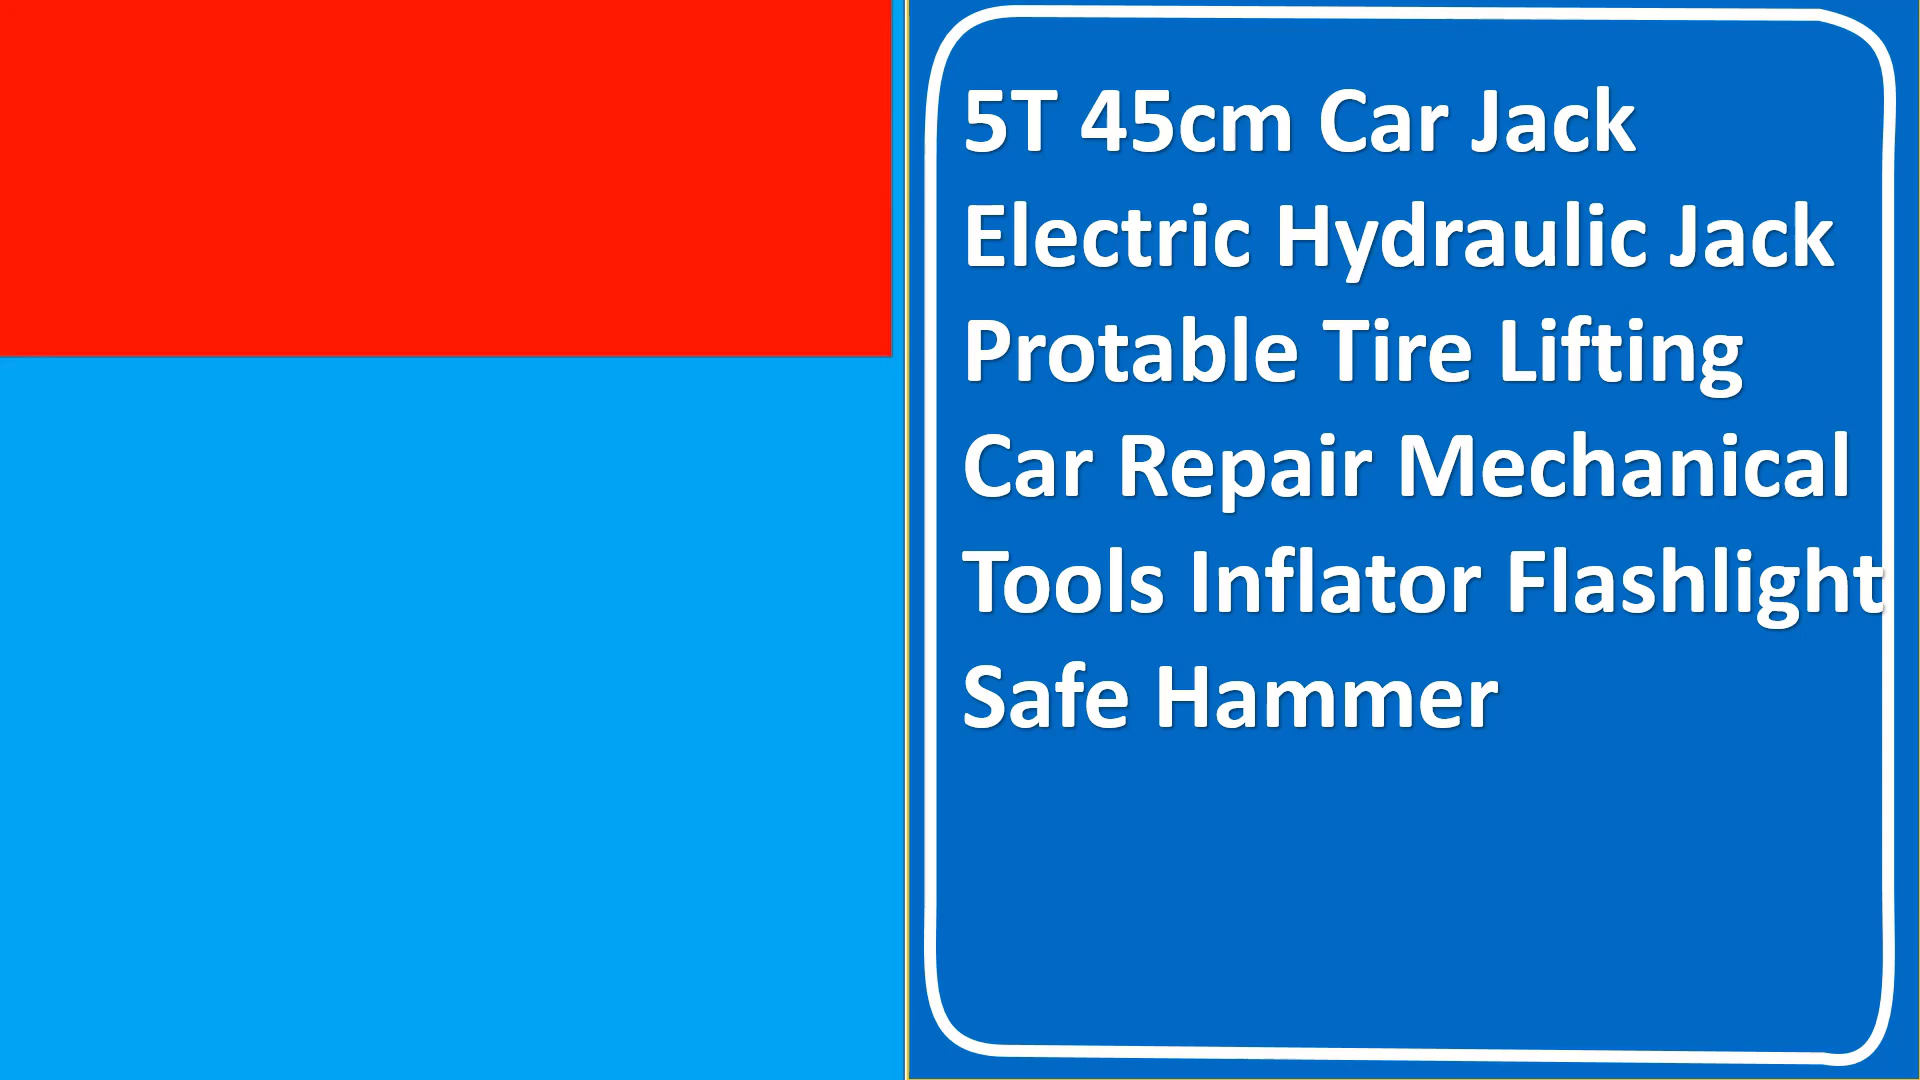 5T 45cm Car Jack
Electric Hydraulic Jack
Protable Tire Lifting
Car Repair Mechanical
Tools Inflator Flashlight
Safe Hammer